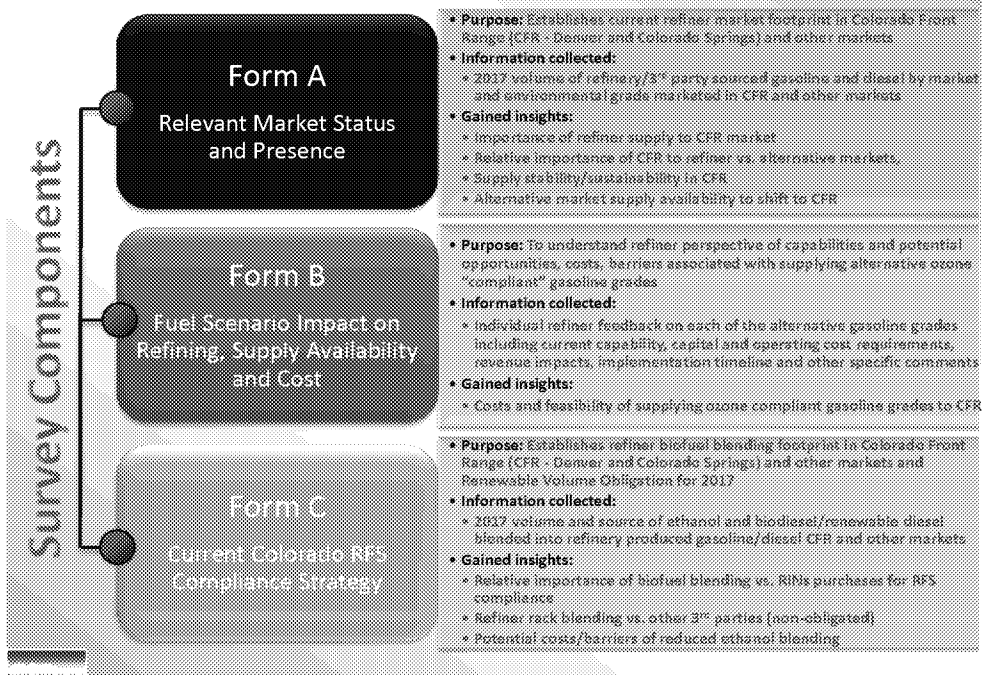 Survey Components
Form A
Relevant Market Status
and Presence
• Purpose: Establishes current refiner market footprint in Colorado Front
Range (CFR - Denver and Colorado Springs) and other markets
• Information collected:
• 2017 volume of refinery/3rd party sourced gasoline and diesel by market
and environmental grade marketed in CFR and other markets
• Gained insights:
• Importance of refiner supply to CFR market
• Relative importance of CFR to refiner vs alternative markets
• Supply stability/sustainability in CFR
• Alternative market supply availability to shift to CFR
Form B
Fuel Scenario Impact on
Refining, Supply Availability
and Cost
• Purpose: To understand refiner perspective of capabilities and potential
opportunities, costs, barriers associated with supplying alternative ozone
"compliant" gasoline grades
• Information collected:
• Individual refiner feedback on each of the alternative gasoline grades
including current capability, capital and operating cost requirements,
revenue impacts, implementation timeline and other specific comments
• Gained insights:
• Costs and feasibility of supplying ozone compliant gasoline grades to CFR
Form C
Current Colorado RFS
Compliance Strategy
• Purpose: Establishes refiner biofuel blending footprint in Colorado Front
Range (CFR - Denver and Colorado Springs) and other markets and
Renewable Volume Obligation for 2017
• Information collected:
• 2017 volume and source of ethanol and biodiesel/renewable diesel
blended into refinery produced gasoline/diesel CFR and other markets
• Gained insights:
• Relative importance of biofuel blending vs. RINs purchases for RFS
compliance
• Refiner rack blending vs. other 3rd parties (non-obligated)
• Potential costs/barriers of reduced ethanol blending